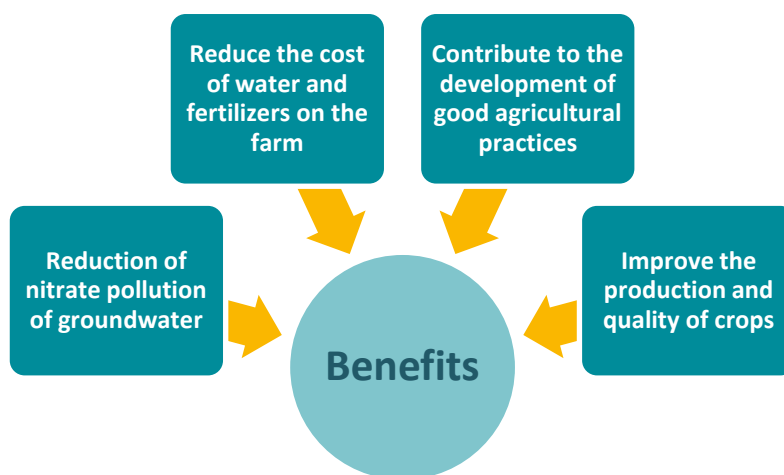 Reduction of
nitrate pollution
of groundwater
Reduce the cost
of water and
fertilizers on the
farm
Contribute to the
development of
good agricultural
practices
Improve the
production and
quality of crops
Benefits